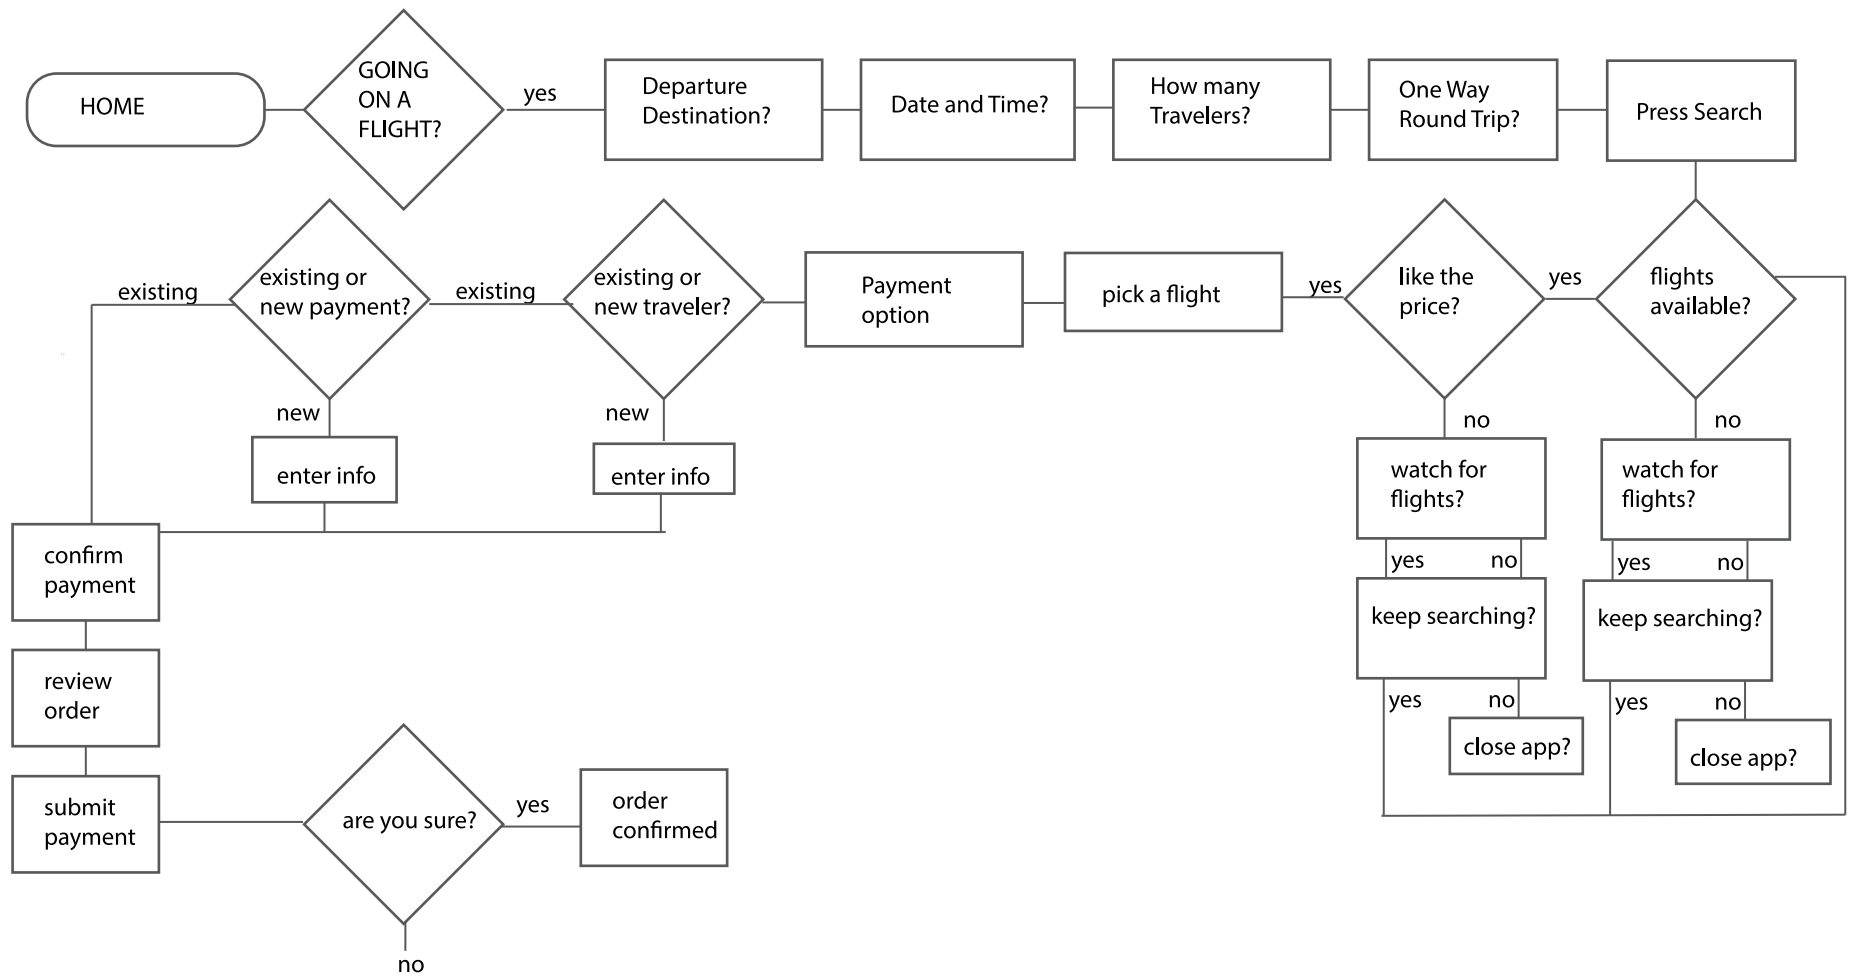 HOME
GOING
ON A
FLIGHT?
yes
Departure
Destination?
Date and Time?
How many
Travelers?
One Way
Round Trip?
Press Search
existing
existing or
new payment?
existing
existing or
new traveler?
Payment
option
pick a flight
yes
like the
price?
yes
flights
available?
new
new
no
no
enter info
enter info
watch for
flights?
watch for
flights?
confirm
payment
yes
no
yes
no
keep searching?
keep searching?
review
order
yes
no
yes
no
close app?
close app?
submit
payment
are you sure?
yes
order
confirmed
no